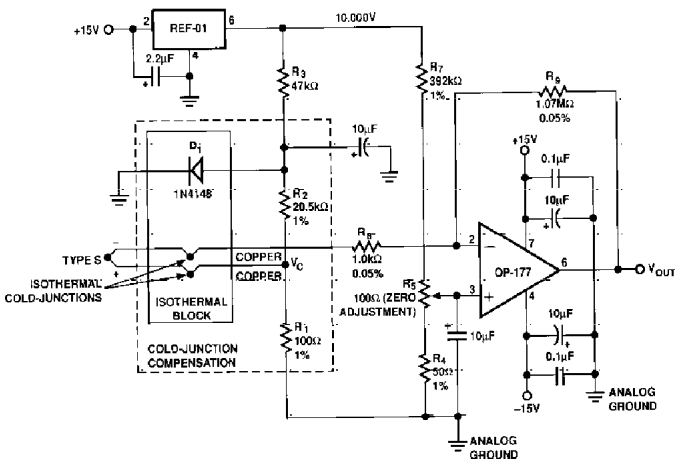 +15V
2
REF-01
6
10.000V
4
2.2µF
+
R3
47kΩ
R7
392kΩ
1%
R9
1.07MΩ
0.05%
10µF
+
+15V
0.1µF
10µF
+
D1
1N4148
R2
20.5kΩ
1%
−
TYPE S
+
COPPER
COPPER
VC
R8
1.0kΩ
0.05%
2
−
7
OP-177
6
VOUT
3
+
4
ISOTHERMAL
COLD-JUNCTIONS
ISOTHERMAL
BLOCK
R5
100Ω (ZERO
ADJUSTMENT)
+
10µF
R1
100Ω
1%
COLD-JUNCTION
COMPENSATION
R4
50Ω
1%
10µF
+
0.1µF
−15V
ANALOG
GROUND
ANALOG
GROUND